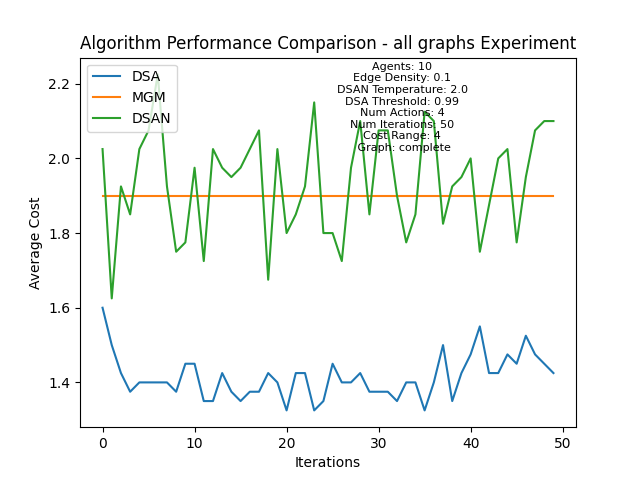 Algorithm Performance Comparison - all graphs Experiment
DSA
MGM
DSAN
Agents: 10
Edge Density: 0.1
DSAN Temperature: 2.0
DSA Threshold: 0.99
Num Actions: 4
Num Iterations: 50
Cost Range: 4
Graph: complete
Average Cost
2.2
2.0
1.8
1.6
1.4
0
10
20
30
40
50
Iterations